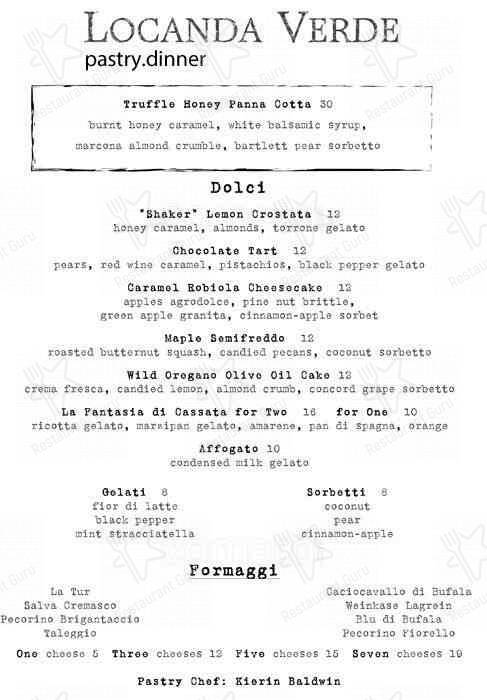 LOCANDA VERDE
pastry.dinner
Truffle Honey Panna Cotta 30
burnt honey caramel, white balsamic syrup,
marcona almond crumble, bartlett pear sorbetto
Dolci
"Shaker" Lemon Crostata 12
honey caramel, almonds, torrone gelato
Chocolate Tart 12
pears, red wine caramel, pistachios, black pepper gelato
Caramel Robiola Cheesecake 12
apples agrodolce, pine nut brittle,
green apple granita, cinnamon-apple sorbet
Maple Semifreddo 12
roasted butternut squash, candied pecans, coconut sorbetto
Wild Oregano Olive Oil Cake 12
crema fresca, candied lemon, almond crumb, concord grape sorbetto
La Fantasia di Cassata for Two 16 for One 10
ricotta gelato, marzipan gelato, amarene, pan di spagna, orange
Affogato 10
condensed milk gelato
Gelati 8
fior di latte
black pepper
mint stracciatella
Sorbetti 8
coconut
pear
cinnamon-apple
Formaggi
La Tur
Salva Cremasco
Pecorino Brigantaccio
Taleggio
Caciocavallo di Bufala
Weinkase Lagrein
Blu di Bufala
Pecorino Fiorello
One cheese 5 Three cheeses 12 Five cheeses 15 Seven cheeses 19
Pastry Chef: Kierin Baldwin